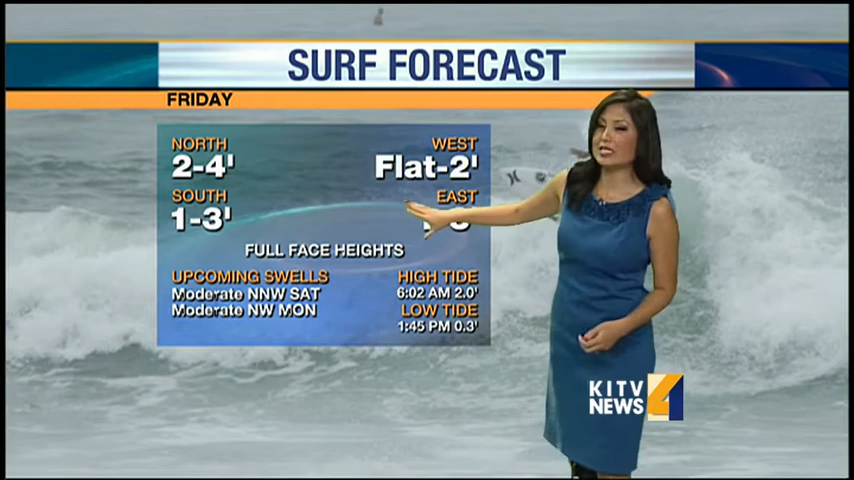 SURF FORECAST
FRIDAY
NORTH WEST
2-4' Flat-2'
SOUTH EAST
1-3'
FULL FACE HEIGHTS
UPCOMING SWELLS HIGH TIDE
Moderate NNW SAT 6:02 AM 2.0'
Moderate NW MON LOW TIDE
1:45 PM 0.3'
KITV 4
NEWS